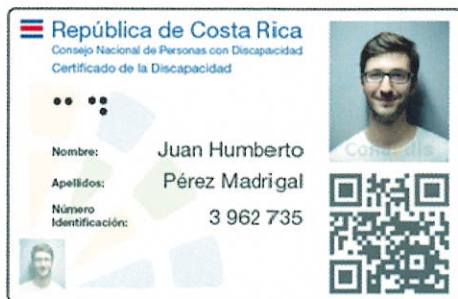 República de Costa Rica
Consejo Nacional de Personas con Discapacidad
Certificado de la Discapacidad
Nombre: Juan Humberto
Apellidos: Pérez Madrigal
Número
Identificación: 3 962 735
Conapdis